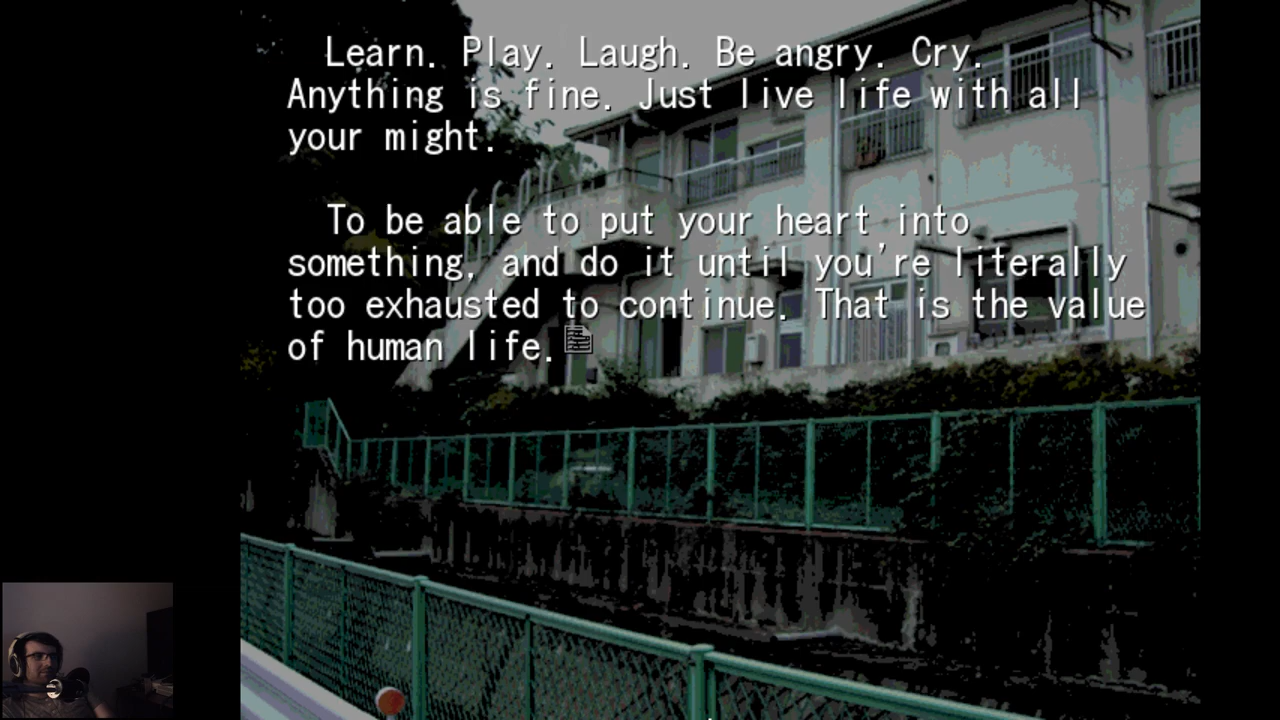 Learn. Play. Laugh. Be angry. Cry.
Anything is fine. Just live life with all
your might.
To be able to put your heart into
something, and do it until you're literally
too exhausted to continue. That is the value
of human life.